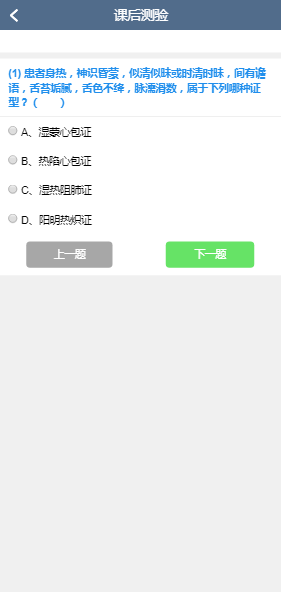 课后测验
(1) 患者身热，神识昏蒙，似清似昧或时清时昧，间有谵
语，舌苔垢腻，舌色不绛，脉濡滑数，属于下列哪种证
型？（　　）
A、湿蒙心包证
B、热陷心包证
C、湿热阻肺证
D、阳明热炽证
上一题 下一题